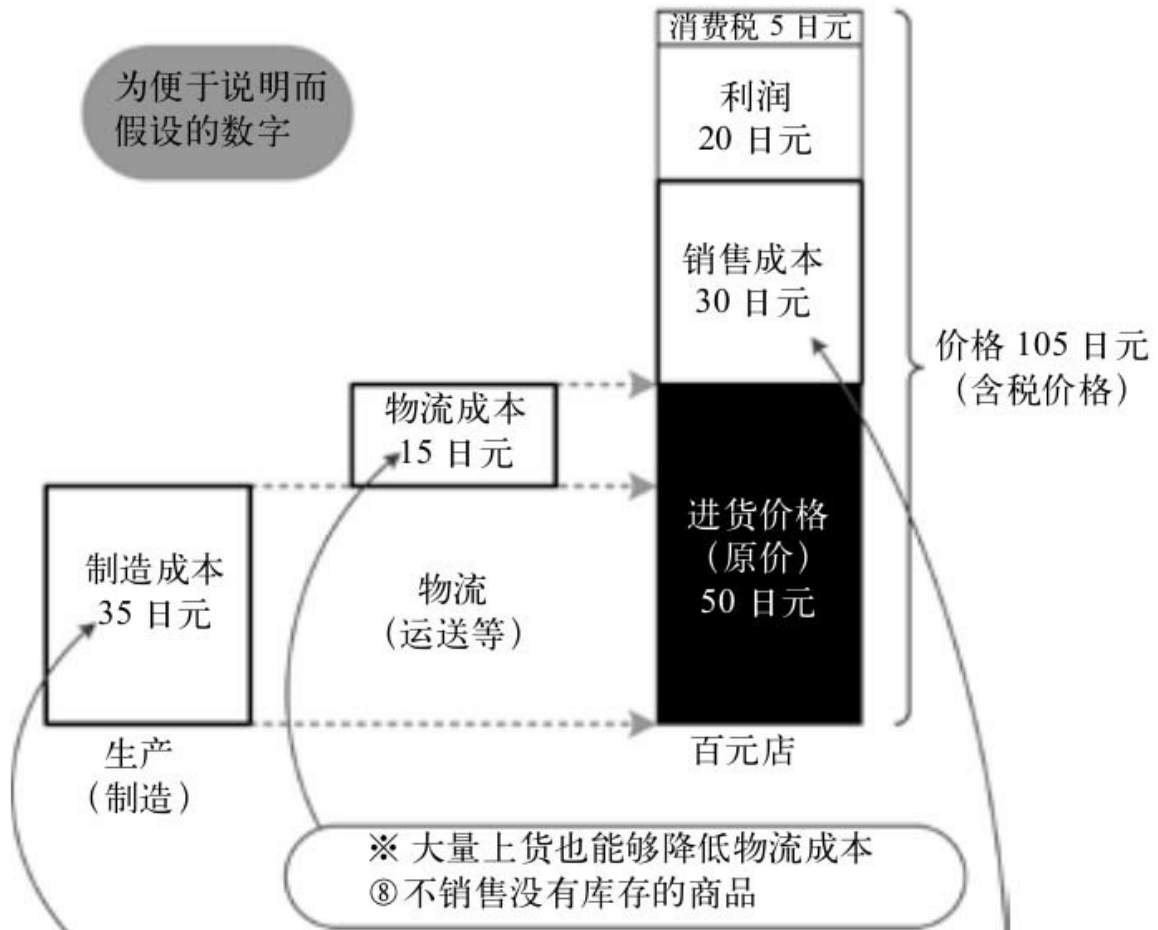 为便于说明而
假设的数字
消费税 5 日元
利润
20 日元
销售成本
30 日元
价格 105 日元
（含税价格）
物流成本
15 日元
进货价格
（原价）
50 日元
制造成本
35 日元
物流
（运送等）
生产
（制造）
百元店
※ 大量上货也能够降低物流成本
⑧不销售没有库存的商品